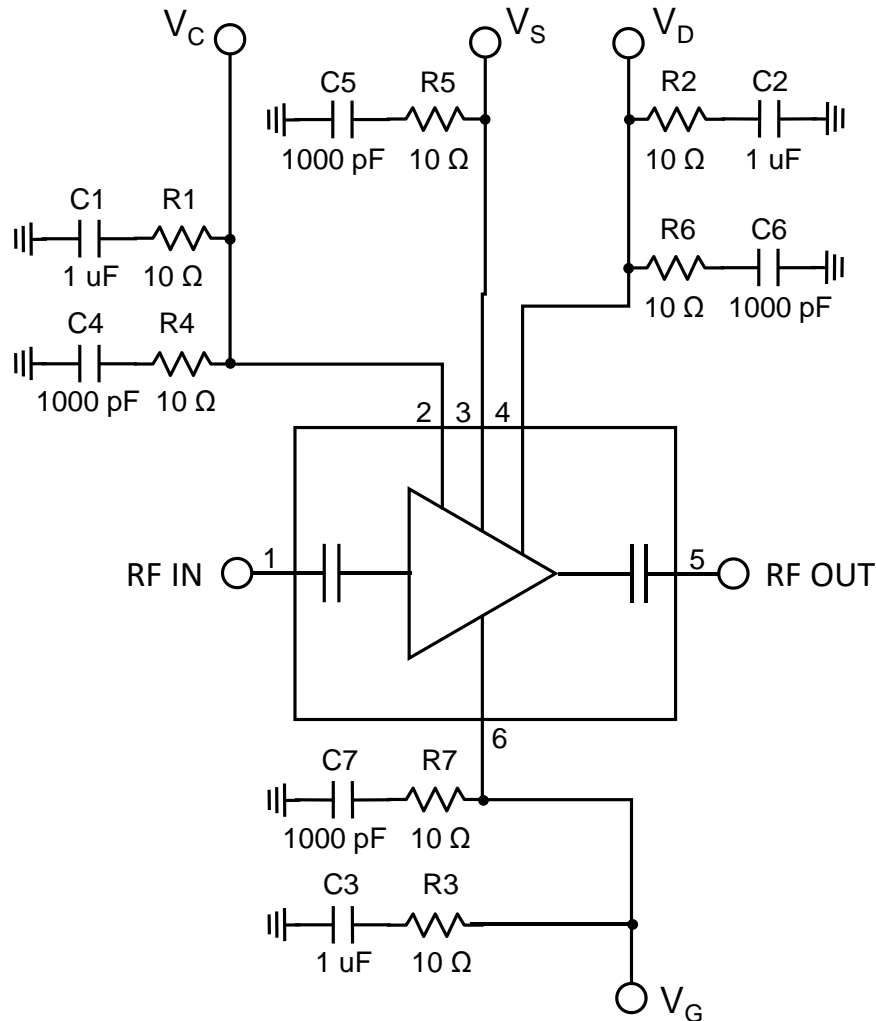 V_C
V_S
V_D
C5 R5
1000 pF 10 Ω
R2 C2
10 Ω 1 uF
C1 R1
1 uF 10 Ω
R6 C6
10 Ω 1000 pF
C4 R4
1000 pF 10 Ω
2 3 4
RF IN 1
5 RF OUT
6
C7 R7
1000 pF 10 Ω
C3 R3
1 uF 10 Ω
V_G